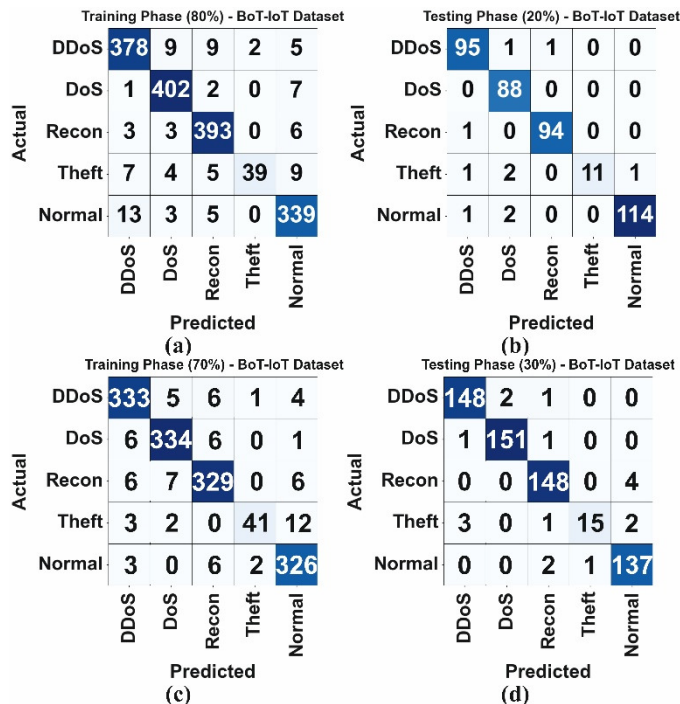 Training Phase (80%) - BoT-IoT Dataset
Actual
DDoS 378 9 9 2 5
DoS 1 402 2 0 7
Recon 3 3 393 0 6
Theft 7 4 5 39 9
Normal 13 3 5 0 339
DDoS DoS Recon Theft Normal
Predicted
(a)
Testing Phase (20%) - BoT-IoT Dataset
DDoS 95 1 1 0 0
DoS 0 88 0 0 0
Recon 1 0 94 0 0
Theft 1 2 0 11 1
Normal 1 2 0 0 114
DDoS DoS Recon Theft Normal
Predicted
(b)
Training Phase (70%) - BoT-IoT Dataset
Actual
DDoS 333 5 6 1 4
DoS 6 334 6 0 1
Recon 6 7 329 0 6
Theft 3 2 0 41 12
Normal 3 0 6 2 326
DDoS DoS Recon Theft Normal
Predicted
(c)
Testing Phase (30%) - BoT-IoT Dataset
DDoS 148 2 1 0 0
DoS 1 151 1 0 0
Recon 0 0 148 0 4
Theft 3 0 1 15 2
Normal 0 0 2 1 137
DDoS DoS Recon Theft Normal
Predicted
(d)